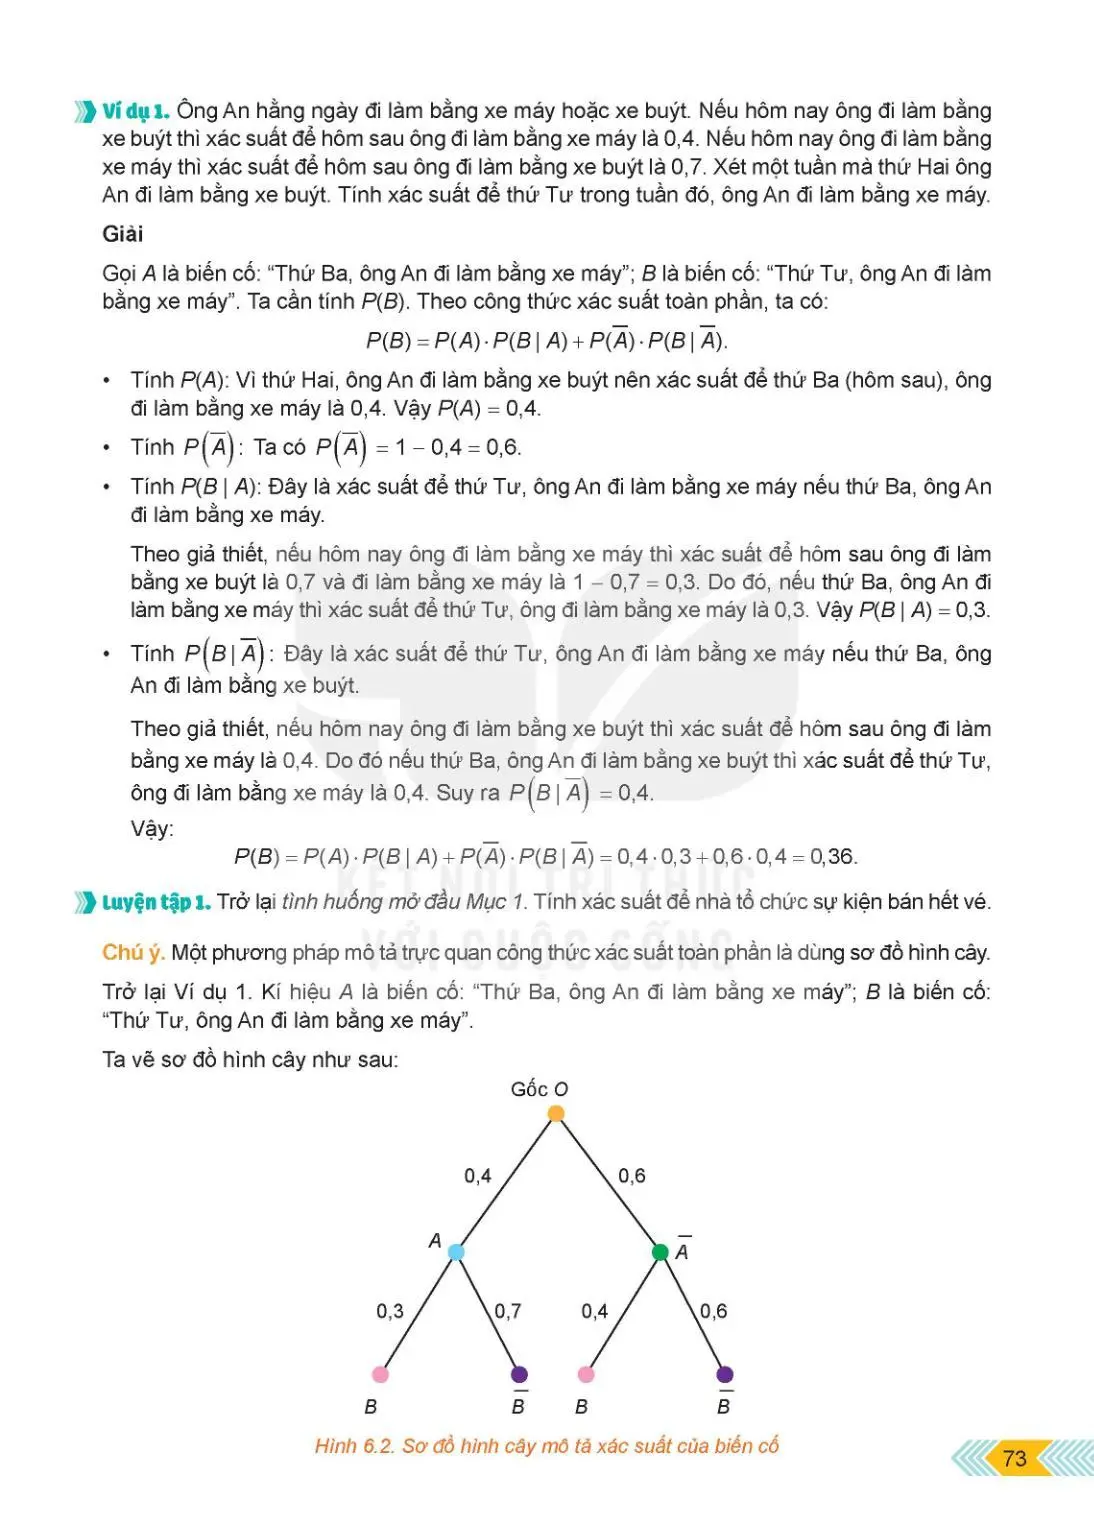 Ví dụ 1. Ông An hằng ngày đi làm bằng xe máy hoặc xe buýt. Nếu hôm nay ông đi làm bằng
xe buýt thì xác suất để hôm sau ông đi làm bằng xe máy là 0,4. Nếu hôm nay ông đi làm bằng
xe máy thì xác suất để hôm sau ông đi làm bằng xe buýt là 0,7. Xét một tuần mà thứ Hai ông
An đi làm bằng xe buýt. Tính xác suất để thứ Tư trong tuần đó, ông An đi làm bằng xe máy.
Giải
Gọi A là biến cố: “Thứ Ba, ông An đi làm bằng xe máy”; B là biến cố: “Thứ Tư, ông An đi làm
bằng xe máy”. Ta cần tính P(B). Theo công thức xác suất toàn phần, ta có:
P(B) = P(A) · P(B | A) + P(A̅) · P(B | A̅).
• Tính P(A): Vì thứ Hai, ông An đi làm bằng xe buýt nên xác suất để thứ Ba (hôm sau), ông
đi làm bằng xe máy là 0,4. Vậy P(A) = 0,4.
• Tính P(A̅): Ta có P(A̅) = 1 – 0,4 = 0,6.
• Tính P(B | A): Đây là xác suất để thứ Tư, ông An đi làm bằng xe máy nếu thứ Ba, ông An
đi làm bằng xe máy.
Theo giả thiết, nếu hôm nay ông đi làm bằng xe máy thì xác suất để hôm sau ông đi làm
bằng xe buýt là 0,7 và đi làm bằng xe máy là 1 – 0,7 = 0,3. Do đó, nếu thứ Ba, ông An đi
làm bằng xe máy thì xác suất để thứ Tư, ông đi làm bằng xe máy là 0,3. Vậy P(B | A) = 0,3.
• Tính P(B | A̅): Đây là xác suất để thứ Tư, ông An đi làm bằng xe máy nếu thứ Ba, ông
An đi làm bằng xe buýt.
Theo giả thiết, nếu hôm nay ông đi làm bằng xe buýt thì xác suất để hôm sau ông đi làm
bằng xe máy là 0,4. Do đó nếu thứ Ba, ông An đi làm bằng xe buýt thì xác suất để thứ Tư,
ông đi làm bằng xe máy là 0,4. Suy ra P(B | A̅) = 0,4.
Vậy:
P(B) = P(A) · P(B | A) + P(A̅) · P(B | A̅) = 0,4 · 0,3 + 0,6 · 0,4 = 0,36.
KẾT NỐI TRI THỨC
Luyện tập 1. Trở lại tình huống mở đầu Mục 1. Tính xác suất để nhà tổ chức sự kiện bán hết vé.
VỚI CUỘC SỐNG
Chú ý. Một phương pháp mô tả trực quan công thức xác suất toàn phần là dùng sơ đồ hình cây.
Trở lại Ví dụ 1. Kí hiệu A là biến cố: “Thứ Ba, ông An đi làm bằng xe máy”; B là biến cố:
“Thứ Tư, ông An đi làm bằng xe máy”.
Ta vẽ sơ đồ hình cây như sau:
Gốc O
0,4 0,6
A A̅
0,3 0,7 0,4 0,6
B B̅ B B̅
Hình 6.2. Sơ đồ hình cây mô tả xác suất của biến cố
73